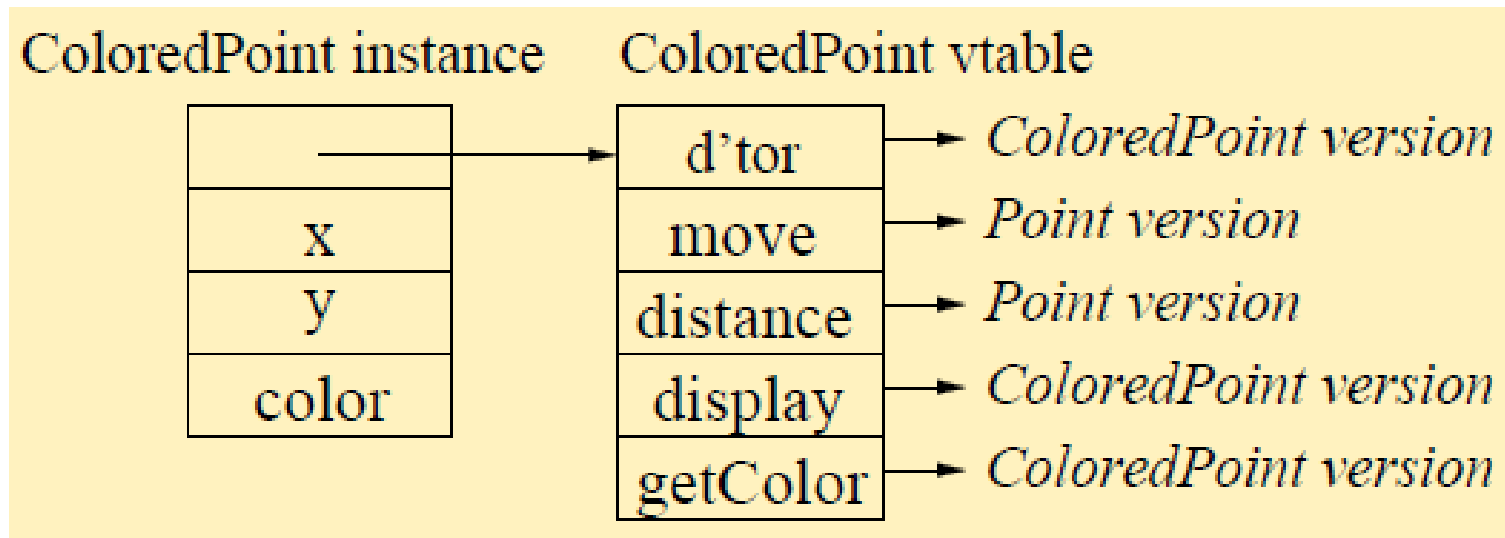 ColoredPoint instance
ColoredPoint vtable
x
y
color
d’tor
ColoredPoint version
move
Point version
distance
Point version
display
ColoredPoint version
getColor
ColoredPoint version